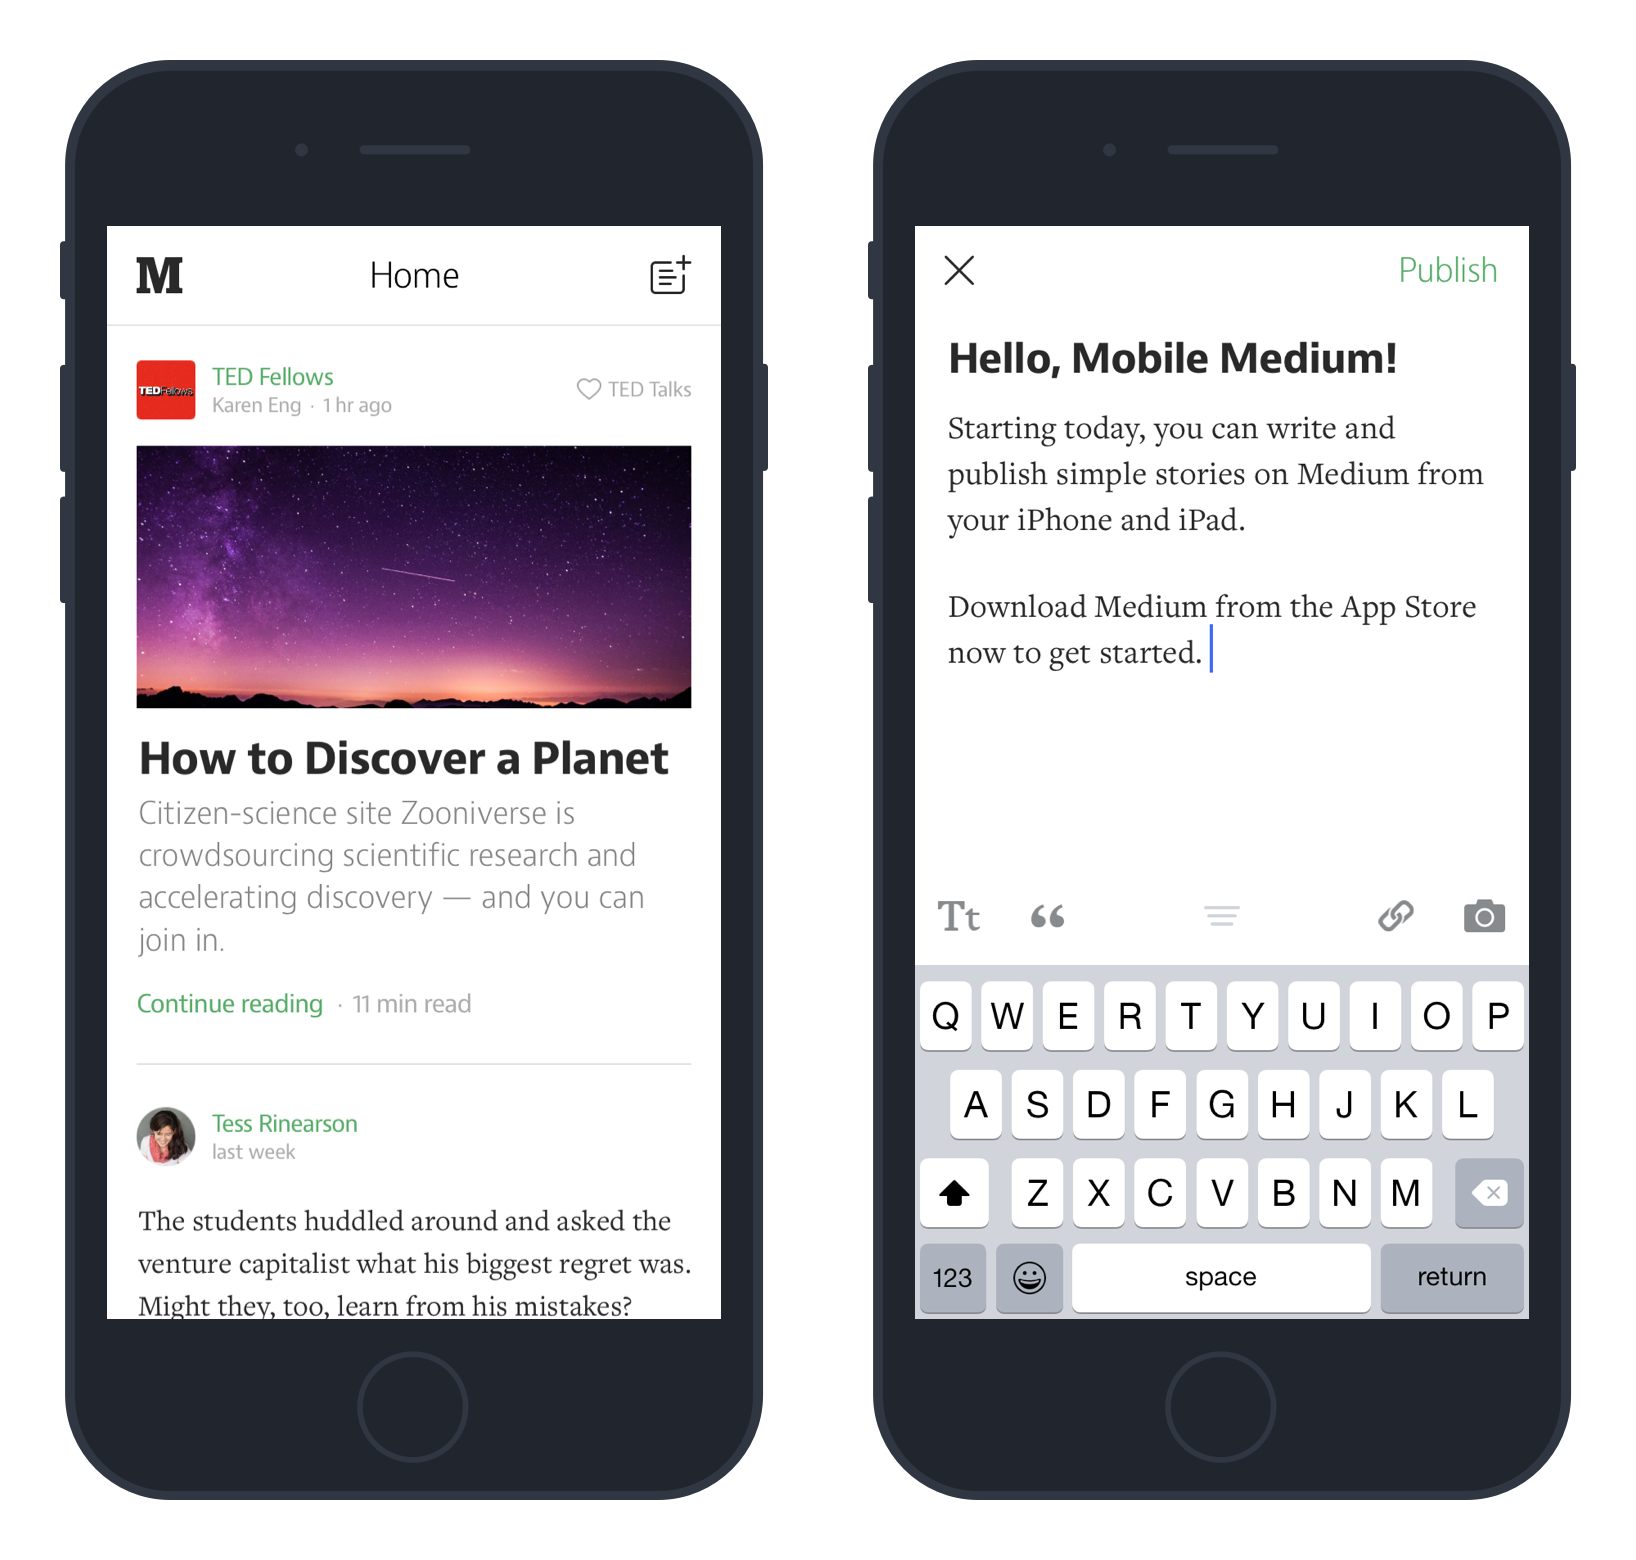 M
Home
TED Fellows
TEDFellows
Karen Eng · 1 hr ago
TED Talks
How to Discover a Planet
Citizen-science site Zooniverse is
crowdsourcing scientific research and
accelerating discovery — and you can
join in.
Continue reading · 11 min read
Tess Rinearson
last week
The students huddled around and asked the
venture capitalist what his biggest regret was.
Might they, too, learn from his mistakes?
Publish
Hello, Mobile Medium!
Starting today, you can write and
publish simple stories on Medium from
your iPhone and iPad.
Download Medium from the App Store
now to get started.
Tt “
Q W E R T Y U I O P
A S D F G H J K L
Z X C V B N M
123 space return